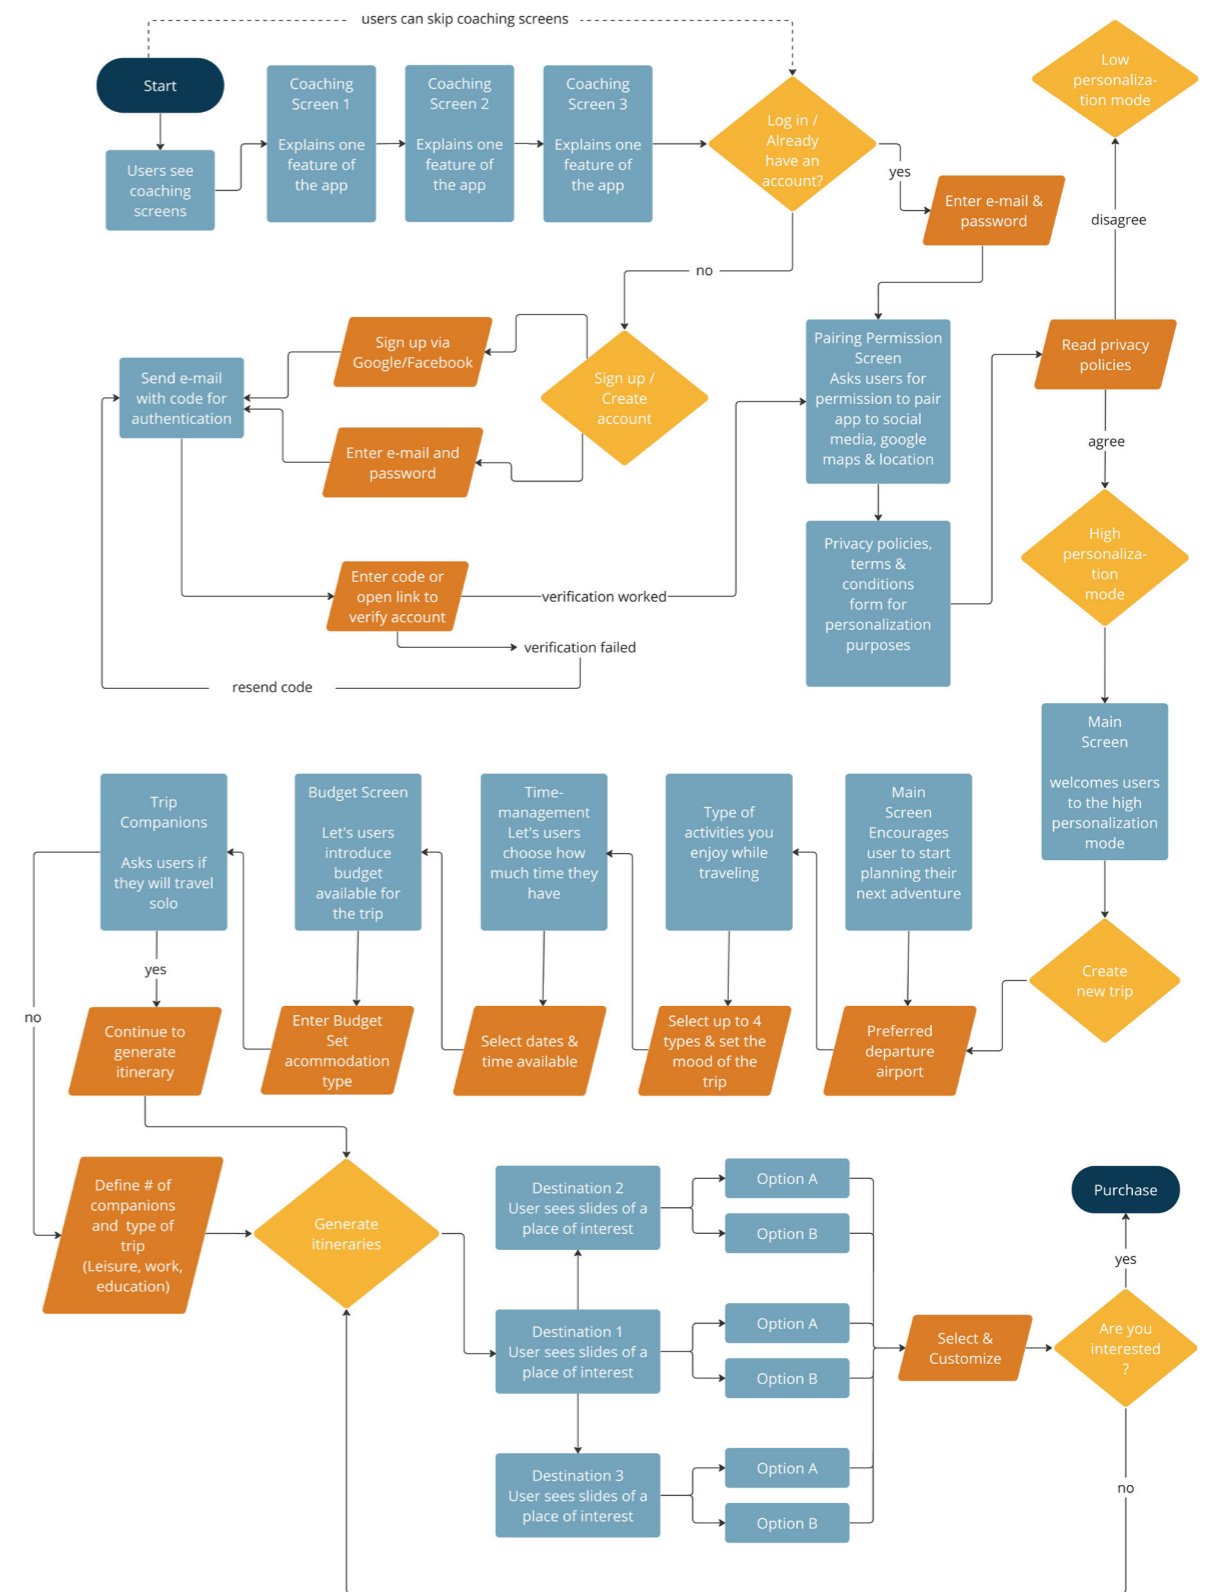 users can skip coaching screens
Start
Users see
coaching
screens
Coaching
Screen 1
Explains one
feature of
the app
Coaching
Screen 2
Explains one
feature of
the app
Coaching
Screen 3
Explains one
feature of
the app
Log in /
Already
have an
account?
yes
Enter e-mail &
password
Low
personaliza-
tion mode
disagree
no
Sign up via
Google/Facebook
Send e-mail
with code for
authentication
Sign up /
Create
account
Enter e-mail and
password
Pairing Permission
Screen
Asks users for
permission to pair
app to social
media, google
maps & location
Read privacy
policies
agree
High
personaliza-
tion
mode
Privacy policies,
terms &
conditions
form for
personalization
purposes
Enter code or
open link to
verify account
verification worked
verification failed
resend code
Main
Screen
welcomes users
to the high
personalization
mode
Trip
Companions
Asks users if
they will travel
solo
Budget Screen
Let's users
introduce
budget
available for
the trip
Time-
management
Let's users
choose how
much time they
have
Type of
activities you
enjoy while
traveling
Main
Screen
Encourages
user to start
planning their
next adventure
Create
new trip
yes
no
Continue to
generate
itinerary
Enter Budget
Set
acommodation
type
Select dates &
time available
Select up to 4
types & set the
mood of the
trip
Preferred
departure
airport
Define # of
companions
and type of
trip
(Leisure, work,
education)
Generate
itineraries
Destination 2
User sees slides of a
place of interest
Option A
Option B
Destination 1
User sees slides of a
place of interest
Option A
Option B
Destination 3
User sees slides of a
place of interest
Option A
Option B
Select &
Customize
Purchase
yes
Are you
interested
?
no